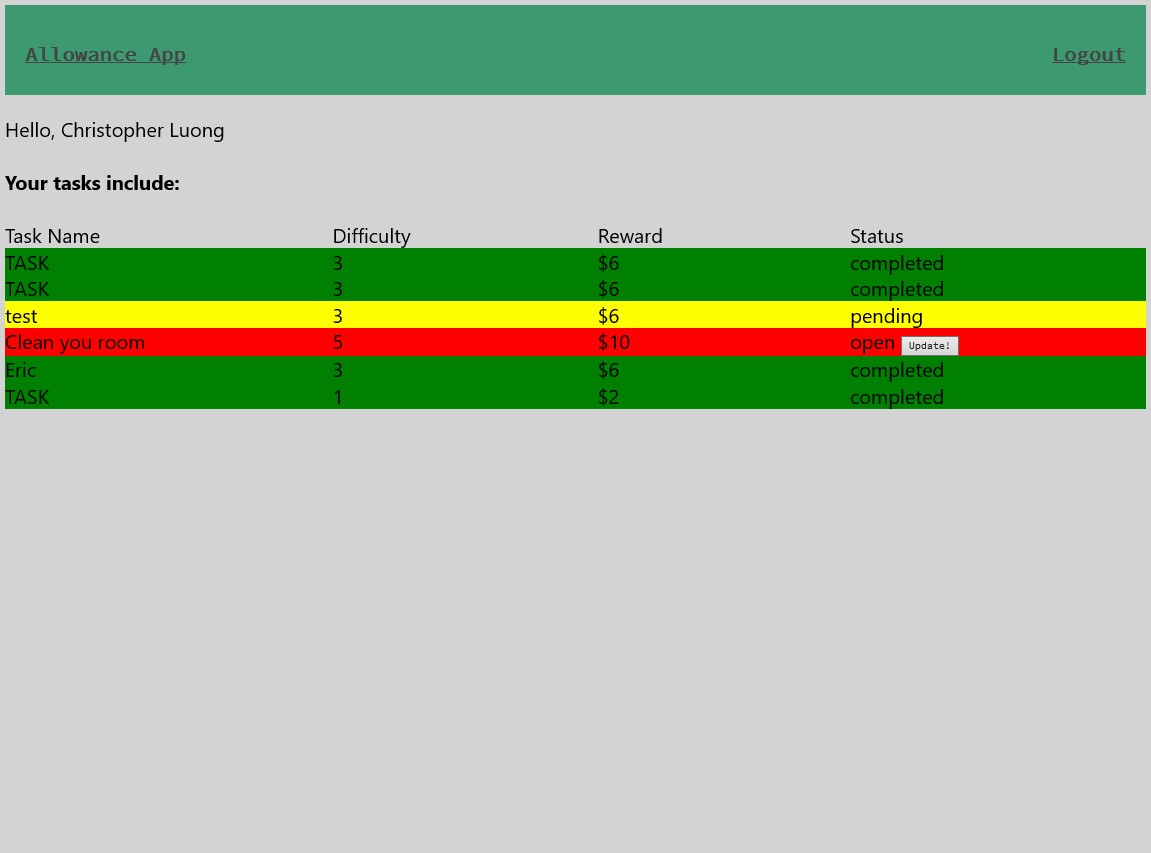 Allowance App Logout
Hello, Christopher Luong
Your tasks include:
Task Name Difficulty Reward Status
TASK 3 $6 completed
TASK 3 $6 completed
test 3 $6 pending
Clean you room 5 $10 open Update!
Eric 3 $6 completed
TASK 1 $2 completed